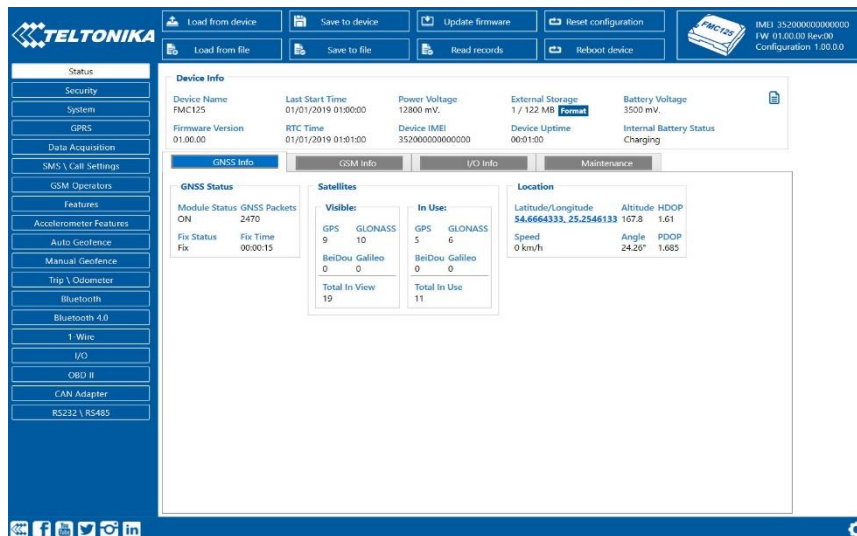 TELTONIKA
Load from device
Save to device
Update firmware
Reset configuration
Load from file
Save to file
Read records
Reboot device
FMC125
IMEI 352000000000000
FW 01.00.00 Rev:00
Configuration 1.00.0.0
Status
Security
System
GPRS
Data Acquisition
SMS \ Call Settings
GSM Operators
Features
Accelerometer Features
Auto Geofence
Manual Geofence
Trip \ Odometer
Bluetooth
Bluetooth 4.0
1-Wire
I/O
OBD II
CAN Adapter
RS232 \ RS485
Device Info
Device Name Last Start Time Power Voltage External Storage Battery Voltage
FMC125 01/01/2019 01:00:00 12800 mV. 1 / 122 MB Format 3500 mV.
Firmware Version RTC Time Device IMEI Device Uptime Internal Battery Status
01.00.00 01/01/2019 01:01:00 352000000000000 00:01:00 Charging
GNSS Info GSM Info I/O Info Maintenance
GNSS Status
Module Status GNSS Packets
ON 2470
Fix Status Fix Time
Fix 00:00:15
Satellites
Visible:
GPS GLONASS
9 10
BeiDou Galileo
0 0
Total In View
19
In Use:
GPS GLONASS
5 6
BeiDou Galileo
0 0
Total In Use
11
Location
Latitude/Longitude Altitude HDOP
54.6664333, 25.2546133 167.8 1.61
Speed Angle PDOP
0 km/h 24.26° 1.685